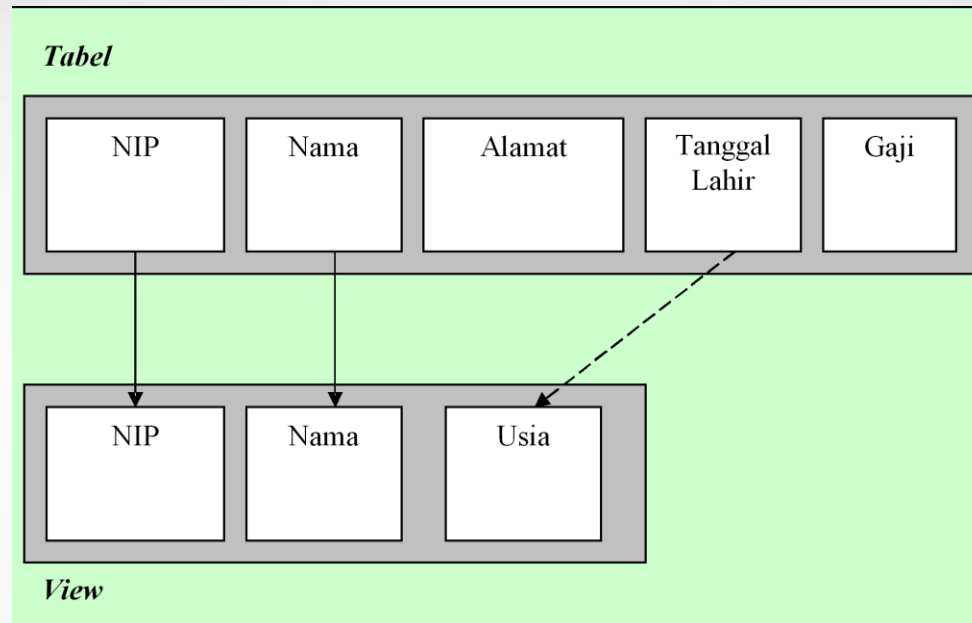 Tabel
NIP
Nama
Alamat
Tanggal
Lahir
Gaji
NIP
Nama
Usia
View